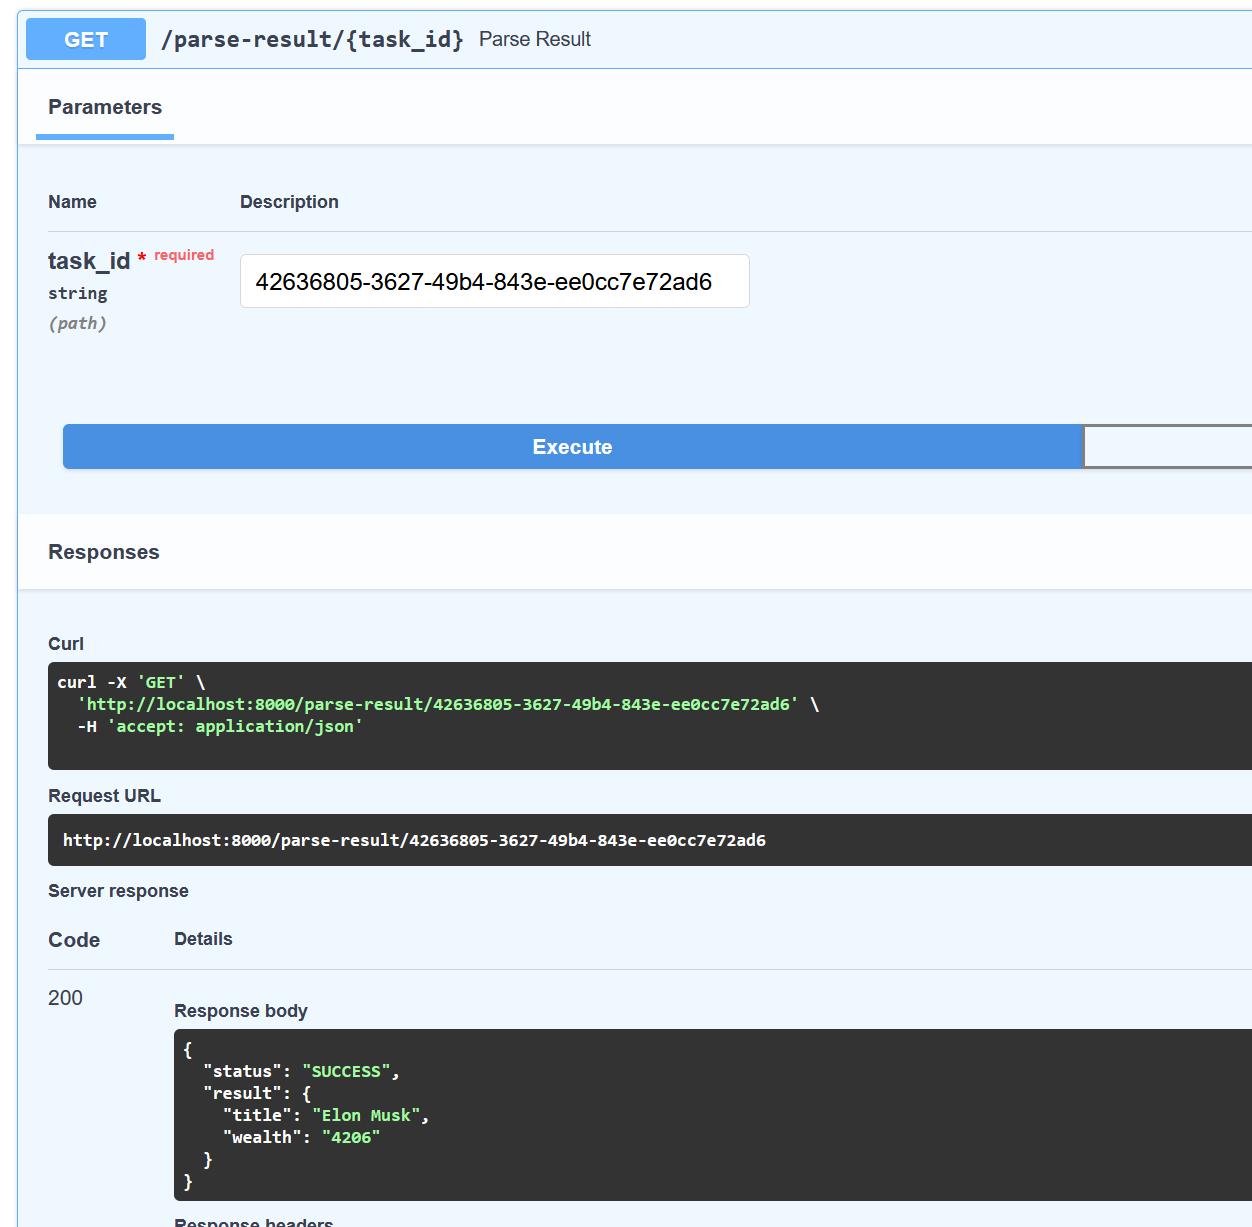 GET /parse-result/{task_id} Parse Result
Parameters
Name Description
task_id * required
string
(path)
42636805-3627-49b4-843e-ee0cc7e72ad6
Execute
Responses
Curl
curl -X 'GET' \
'http://localhost:8000/parse-result/42636805-3627-49b4-843e-ee0cc7e72ad6' \
-H 'accept: application/json'
Request URL
http://localhost:8000/parse-result/42636805-3627-49b4-843e-ee0cc7e72ad6
Server response
Code Details
200
Response body
{
"status": "SUCCESS",
"result": {
"title": "Elon Musk",
"wealth": "4206"
}
}
Response headers